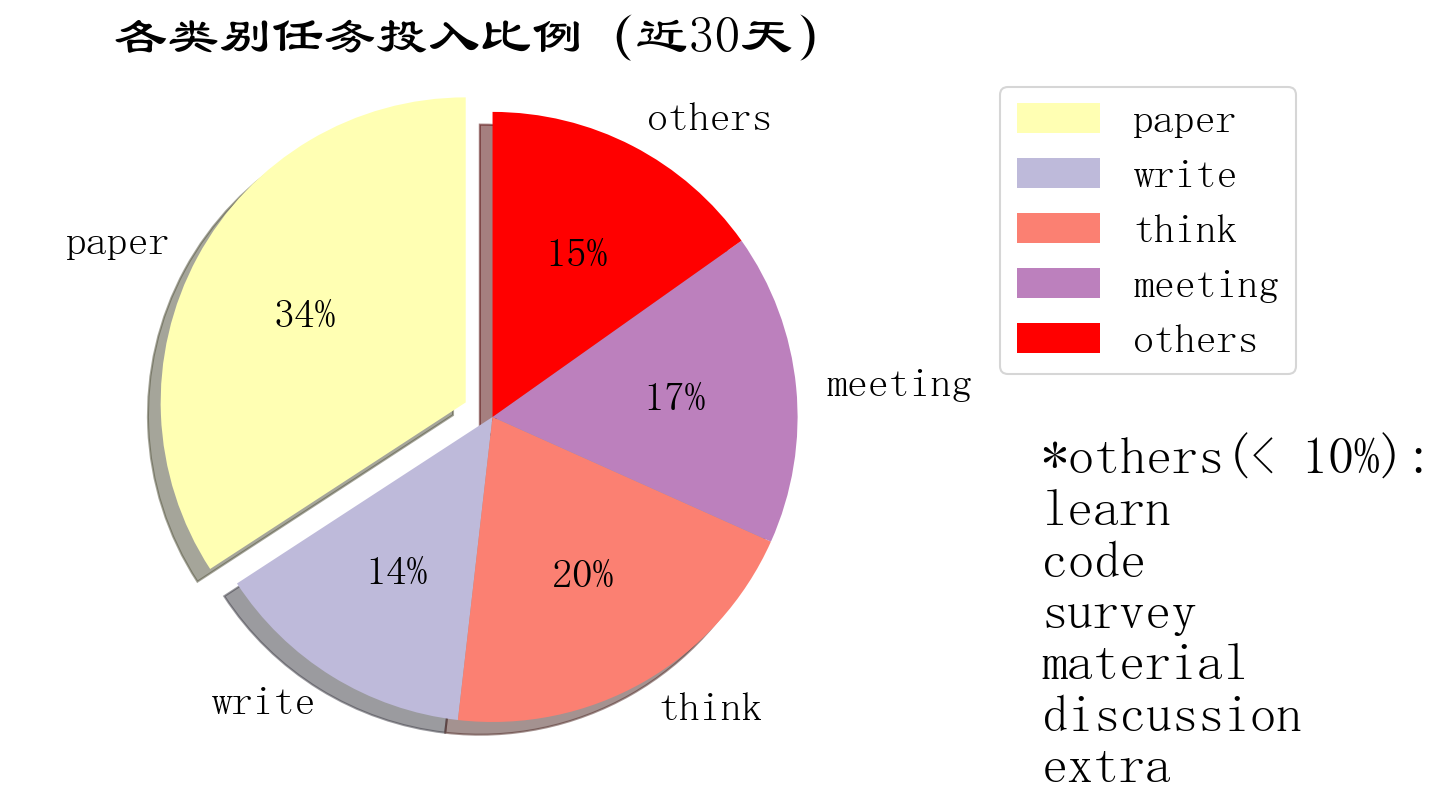 各类别任务投入比例 (近30天)
others
paper
15%
34%
17%
meeting
14%
20%
write
think
paper
write
think
meeting
others
*others(< 10%):
learn
code
survey
material
discussion
extra